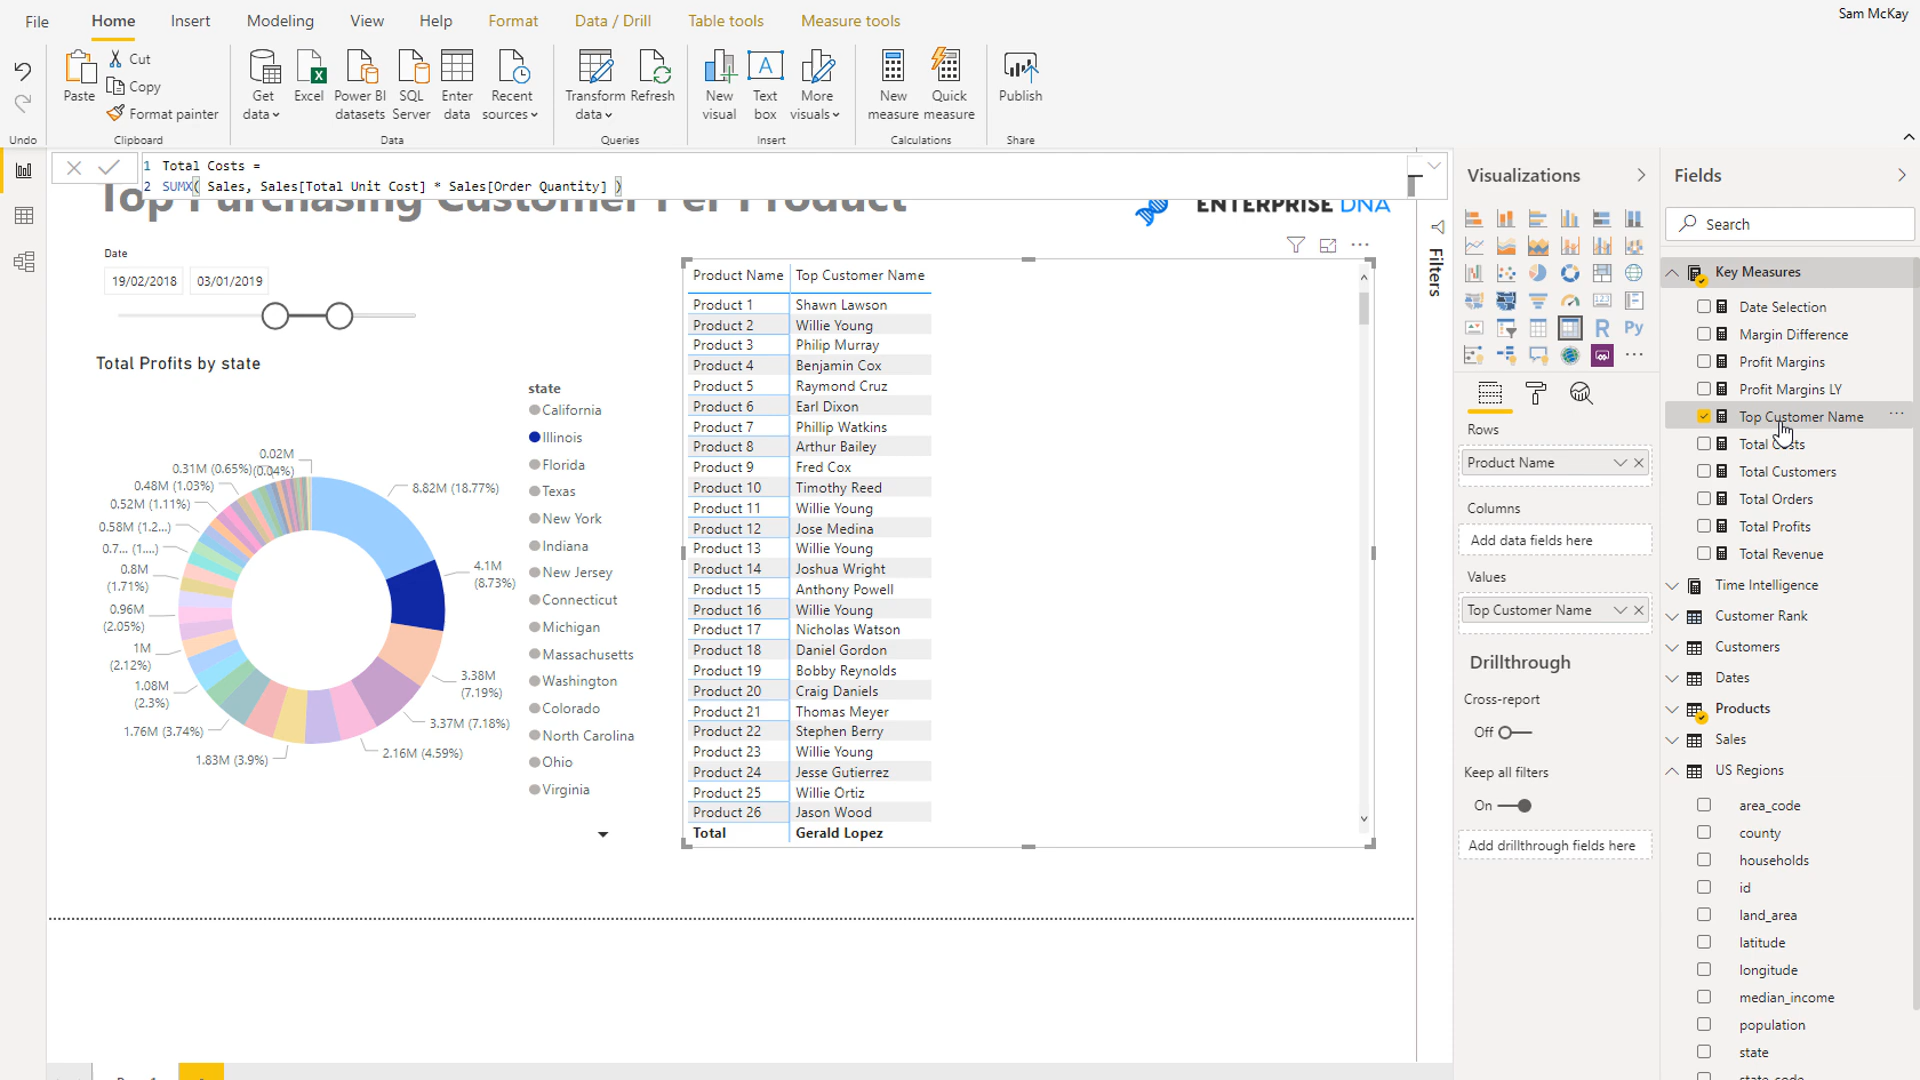 Sam McKay
File Home Insert Modeling View Help Format Data / Drill Table tools Measure tools
Paste
Cut
Copy
Format painter
Get data
Excel
Power BI datasets
SQL Server
Enter data
Recent sources
Transform data
Refresh
New visual
Text box
More visuals
New measure
Quick measure
Publish
Undo Clipboard Data Queries Insert Calculations Share
1 Total Costs =
2 SUMX( Sales, Sales[Total Unit Cost] * Sales[Order Quantity] )
Top Purchasing Customer Per Product
ENTERPRISE DNA
Date
19/02/2018 03/01/2019
Total Profits by state
0.02M
(0.04%)
0.31M (0.65%)
0.48M (1.03%)
0.52M (1.11%)
0.58M (1.2...)
0.7... (1....)
0.8M
(1.71%)
0.96M
(2.05%)
1M
(2.12%)
1.08M
(2.3%)
1.76M (3.74%)
1.83M (3.9%)
2.16M (4.59%)
3.37M (7.18%)
3.38M
(7.19%)
4.1M
(8.73%)
8.82M (18.77%)
state
California
Illinois
Florida
Texas
New York
Indiana
New Jersey
Connecticut
Michigan
Massachusetts
Washington
Colorado
North Carolina
Ohio
Virginia
Product Name Top Customer Name
Product 1 Shawn Lawson
Product 2 Willie Young
Product 3 Philip Murray
Product 4 Benjamin Cox
Product 5 Raymond Cruz
Product 6 Earl Dixon
Product 7 Phillip Watkins
Product 8 Arthur Bailey
Product 9 Fred Cox
Product 10 Timothy Reed
Product 11 Willie Young
Product 12 Jose Medina
Product 13 Willie Young
Product 14 Joshua Wright
Product 15 Anthony Powell
Product 16 Willie Young
Product 17 Nicholas Watson
Product 18 Daniel Gordon
Product 19 Bobby Reynolds
Product 20 Craig Daniels
Product 21 Thomas Meyer
Product 22 Stephen Berry
Product 23 Willie Young
Product 24 Jesse Gutierrez
Product 25 Willie Ortiz
Product 26 Jason Wood
Total Gerald Lopez
Filters
Visualizations
R Py
Rows
Product Name
Columns
Add data fields here
Values
Top Customer Name
Drillthrough
Cross-report
Off
Keep all filters
On
Add drillthrough fields here
Fields
Search
Key Measures
Date Selection
Margin Difference
Profit Margins
Profit Margins LY
Top Customer Name
Total Costs
Total Customers
Total Orders
Total Profits
Total Revenue
Time Intelligence
Customer Rank
Customers
Dates
Products
Sales
US Regions
area_code
county
households
id
land_area
latitude
longitude
median_income
population
state